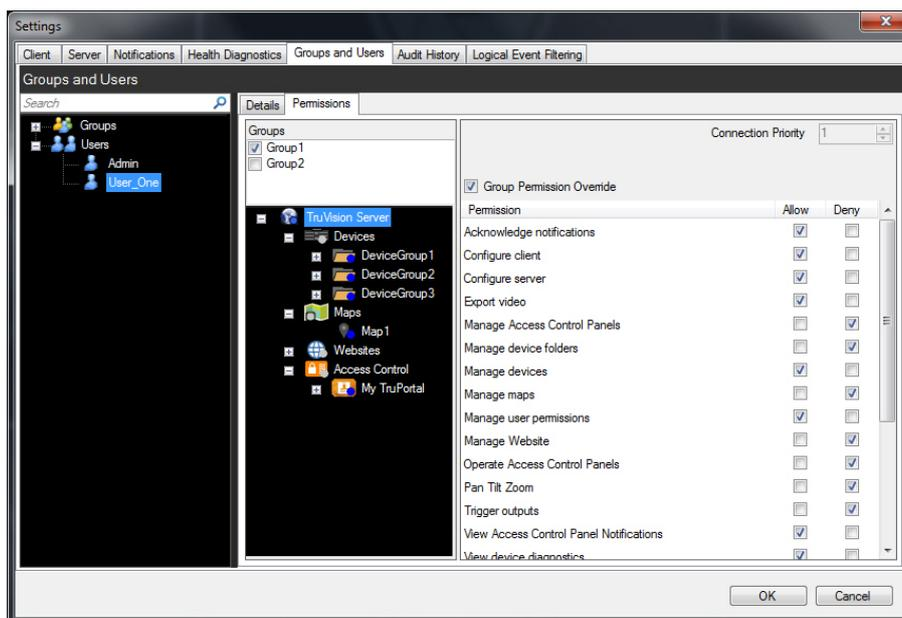 Settings
Client Server Notifications Health Diagnostics Groups and Users Audit History Logical Event Filtering
Groups and Users
Search
Groups
Users
Admin
User_One
Details Permissions
Groups
Group1
Group2
TruVision Server
Devices
DeviceGroup1
DeviceGroup2
DeviceGroup3
Maps
Map1
Websites
Access Control
My TruPortal
Connection Priority 1
Group Permission Override
Permission Allow Deny
Acknowledge notifications
Configure client
Configure server
Export video
Manage Access Control Panels
Manage device folders
Manage devices
Manage maps
Manage user permissions
Manage Website
Operate Access Control Panels
Pan Tilt Zoom
Trigger outputs
View Access Control Panel Notifications
View device diagnostics
OK Cancel